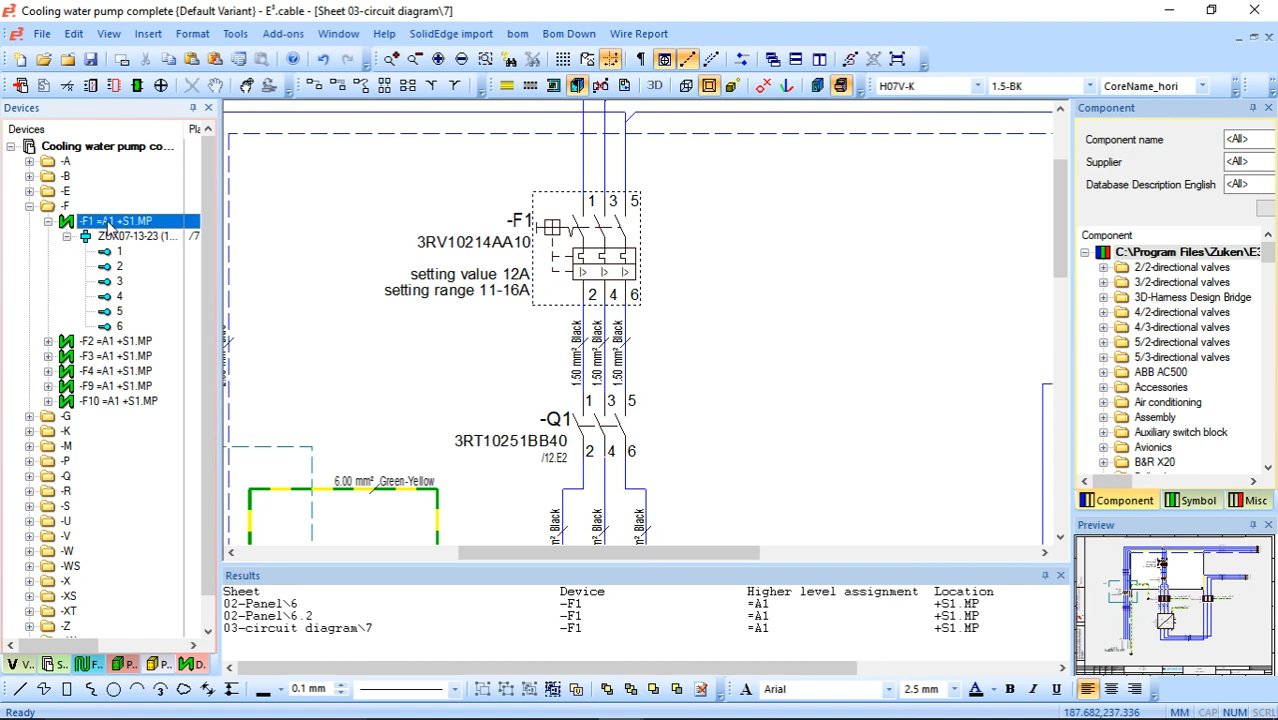 Cooling water pump complete {Default Variant} - E³.cable - [Sheet 03-circuit diagram\7]
File Edit View Insert Format Tools Add-ons Window Help SolidEdge import bom Bom Down Wire Report
3D H07V-K 1.5-BK CoreName_hori
Devices
Devices
Cooling water pump co...
-A
-B
-E
-F
-F1 =A1 +S1.MP
/7
1
2
3
4
5
6
-F2 =A1 +S1.MP
-F3 =A1 +S1.MP
-F4 =A1 +S1.MP
-F9 =A1 +S1.MP
-F10 =A1 +S1.MP
-G
-K
-M
-P
-Q
-R
-S
-U
-V
-W
-WS
-X
-XS
-XT
-Z
V.. S.. F.. P.. P.. D..
1 3 5
-F1
3RV10214AA10
setting value 12A
setting range 11-16A
2 4 6
1.50 mm² Black
1.50 mm² Black
1.50 mm² Black
1 3 5
-Q1
3RT10251BB40
/12.E2
2 4 6
6.00 mm² Green-Yellow
m² Black
m² Black
m² Black
Results
Sheet Device Higher level assignment Location
02-Panel\6 -F1 =A1 +S1.MP
02-Panel\6.2 -F1 =A1 +S1.MP
03-circuit diagram\7 -F1 =A1 +S1.MP
Component
Component name <All>
Supplier <All>
Database Description English <All>
Component
C:\Program Files\Zuken\E3
2/2-directional valves
3/2-directional valves
3D-Harness Design Bridge
4/2-directional valves
4/3-directional valves
5/2-directional valves
5/3-directional valves
ABB AC500
Accessories
Air conditioning
Assembly
Auxiliary switch block
Avionics
B&R X20
Component Symbol Misc
Preview
0.1 mm A Arial 2.5 mm A B I U
Ready 187.682,237.336 MM CAP NUM SCRL